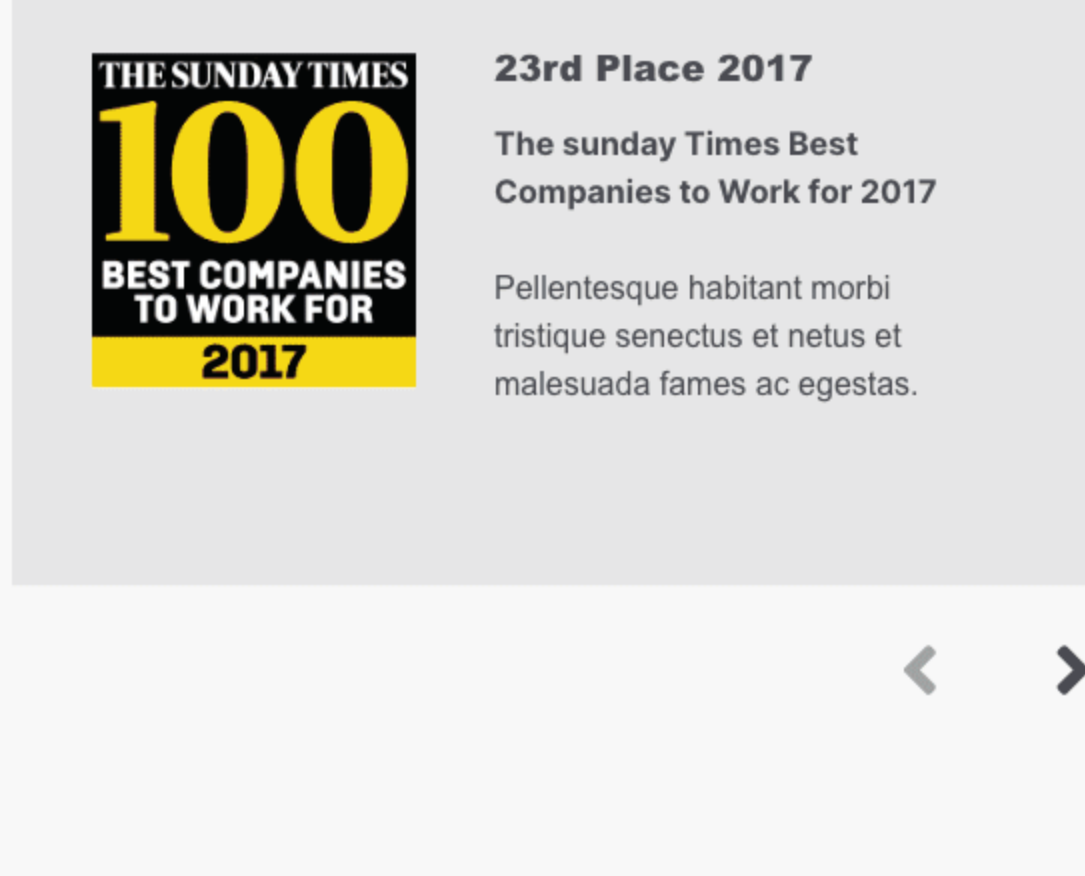 THE SUNDAY TIMES
100
BEST COMPANIES
TO WORK FOR
2017
23rd Place 2017
The sunday Times Best
Companies to Work for 2017
Pellentesque habitant morbi
tristique senectus et netus et
malesuada fames ac egestas.